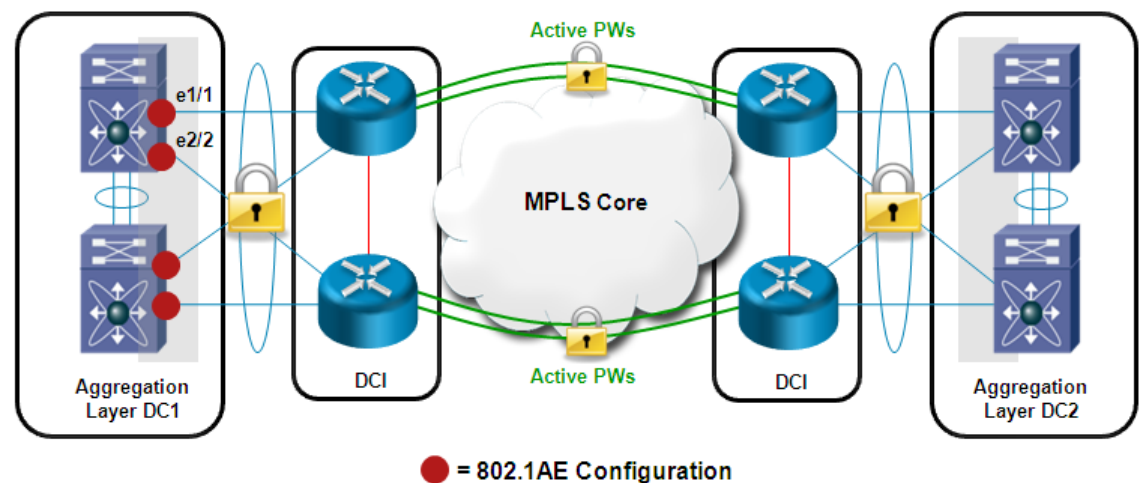 Active PWs
e1/1
e2/2
MPLS Core
DCI
DCI
Active PWs
Aggregation
Layer DC1
Aggregation
Layer DC2
= 802.1AE Configuration